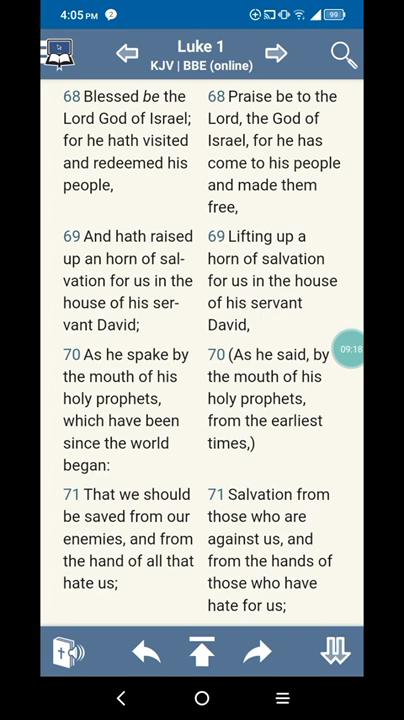 4:05 PM 2 99
Luke 1
KJV | BBE (online)
68 Blessed be the
Lord God of Israel;
for he hath visited
and redeemed his
people,
69 And hath raised
up an horn of sal-
vation for us in the
house of his ser-
vant David;
70 As he spake by
the mouth of his
holy prophets,
which have been
since the world
began:
71 That we should
be saved from our
enemies, and from
the hand of all that
hate us;
68 Praise be to the
Lord, the God of
Israel, for he has
come to his people
and made them
free,
69 Lifting up a
horn of salvation
for us in the house
of his servant
David,
70 (As he said, by
the mouth of his
holy prophets,
from the earliest
times,)
71 Salvation from
those who are
against us, and
from the hands of
those who have
hate for us;
09:18